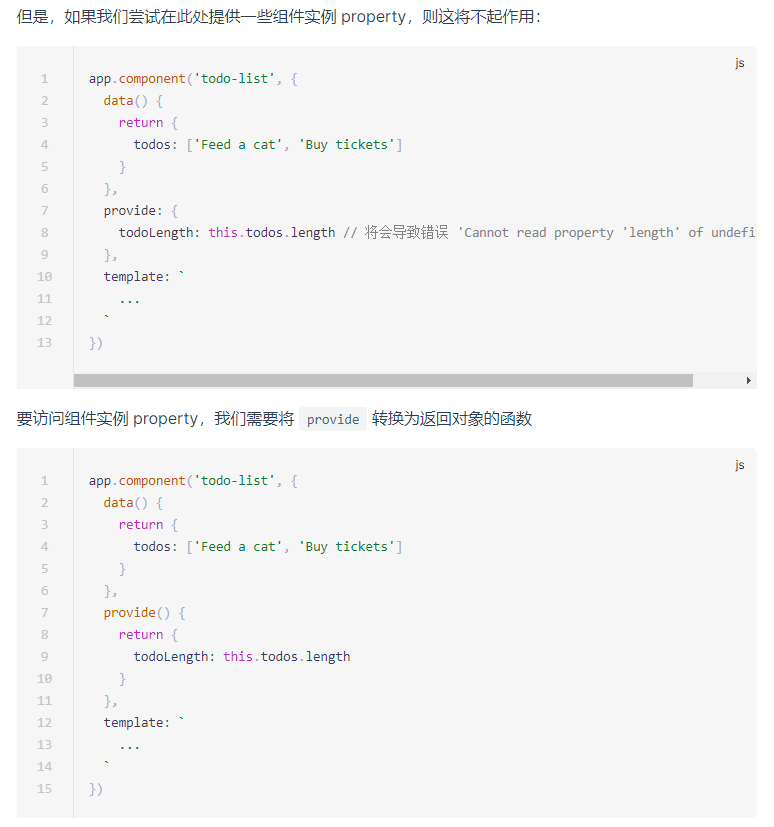 但是，如果我们尝试在此处提供一些组件实例 property，则这将不起作用：
js
1 app.component('todo-list', {
2   data() {
3     return {
4       todos: ['Feed a cat', 'Buy tickets']
5     }
6   },
7   provide: {
8     todoLength: this.todos.length // 将会导致错误 'Cannot read property 'length' of undefi
9   },
10   template: `
11     ...
12   `
13 })
要访问组件实例 property，我们需要将 provide 转换为返回对象的函数
js
1 app.component('todo-list', {
2   data() {
3     return {
4       todos: ['Feed a cat', 'Buy tickets']
5     }
6   },
7   provide() {
8     return {
9       todoLength: this.todos.length
10     }
11   },
12   template: `
13     ...
14   `
15 })